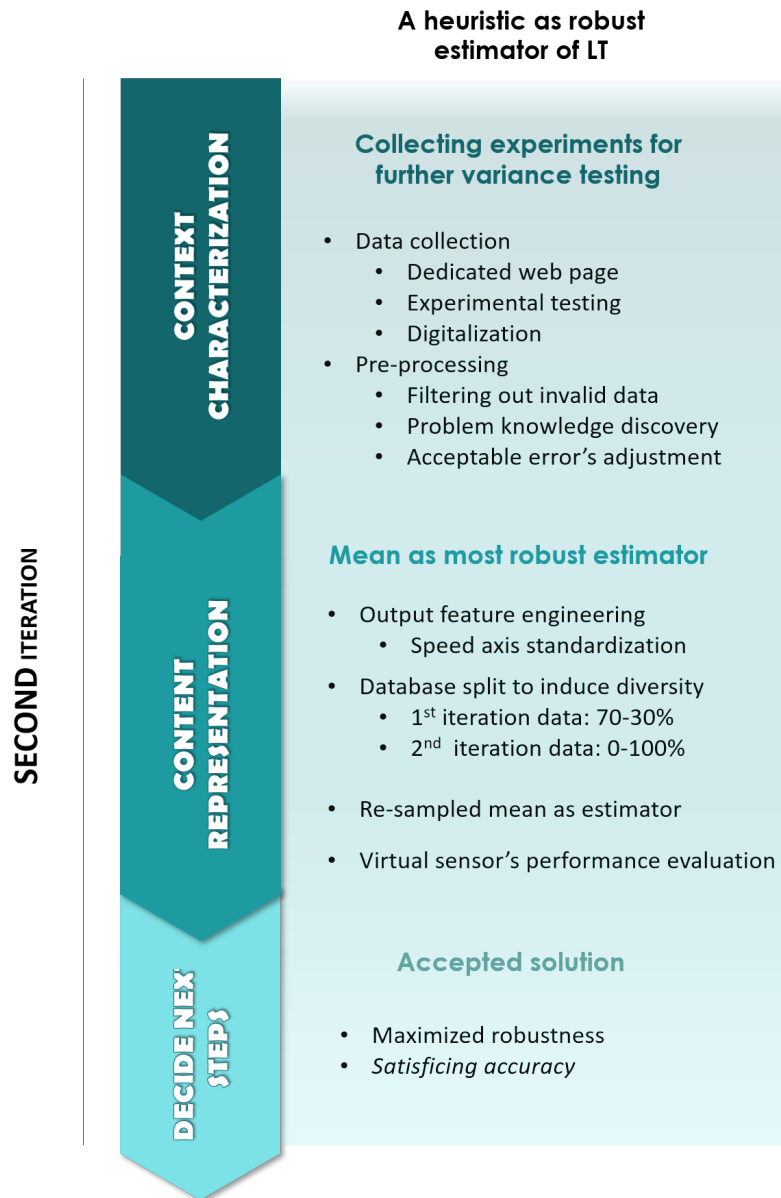 A heuristic as robust
estimator of LT
SECOND ITERATION
CONTEXT
CHARACTERIZATION
Collecting experiments for
further variance testing
• Data collection
• Dedicated web page
• Experimental testing
• Digitalization
• Pre-processing
• Filtering out invalid data
• Problem knowledge discovery
• Acceptable error’s adjustment
CONTENT
REPRESENTATION
Mean as most robust estimator
• Output feature engineering
• Speed axis standardization
• Database split to induce diversity
• 1st iteration data: 70-30%
• 2nd iteration data: 0-100%
• Re-sampled mean as estimator
• Virtual sensor’s performance evaluation
DECIDE NEX
STEPS
Accepted solution
• Maximized robustness
• Satisficing accuracy